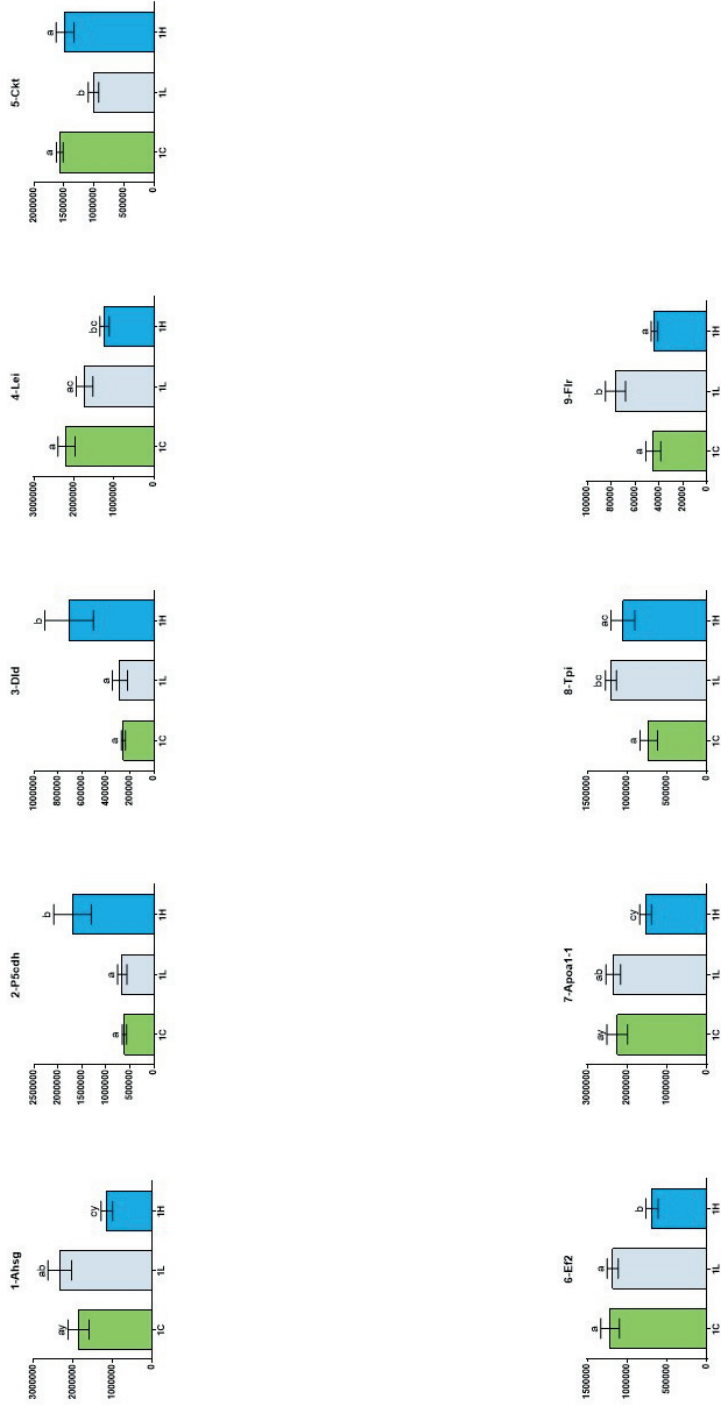 1-Ahsg
3000000
2000000
1000000
0
ay
ab
cy
1C
1L
1H
2-P5cdh
2500000
2000000
1500000
1000000
500000
0
a
a
b
1C
1L
1H
3-Dld
1000000
800000
600000
400000
200000
0
a
a
b
1C
1L
1H
4-Lei
3000000
2000000
1000000
0
a
ac
bc
1C
1L
1H
5-Ckt
2000000
1500000
1000000
500000
0
a
b
a
1C
1L
1H
6-Ef2
1500000
1000000
500000
0
a
a
b
1C
1L
1H
7-Apoa1-1
3000000
2000000
1000000
0
ay
ab
cy
1C
1L
1H
8-Tpi
1500000
1000000
500000
0
a
bc
ac
1C
1L
1H
9-Flr
100000
80000
60000
40000
20000
0
a
b
a
1C
1L
1H